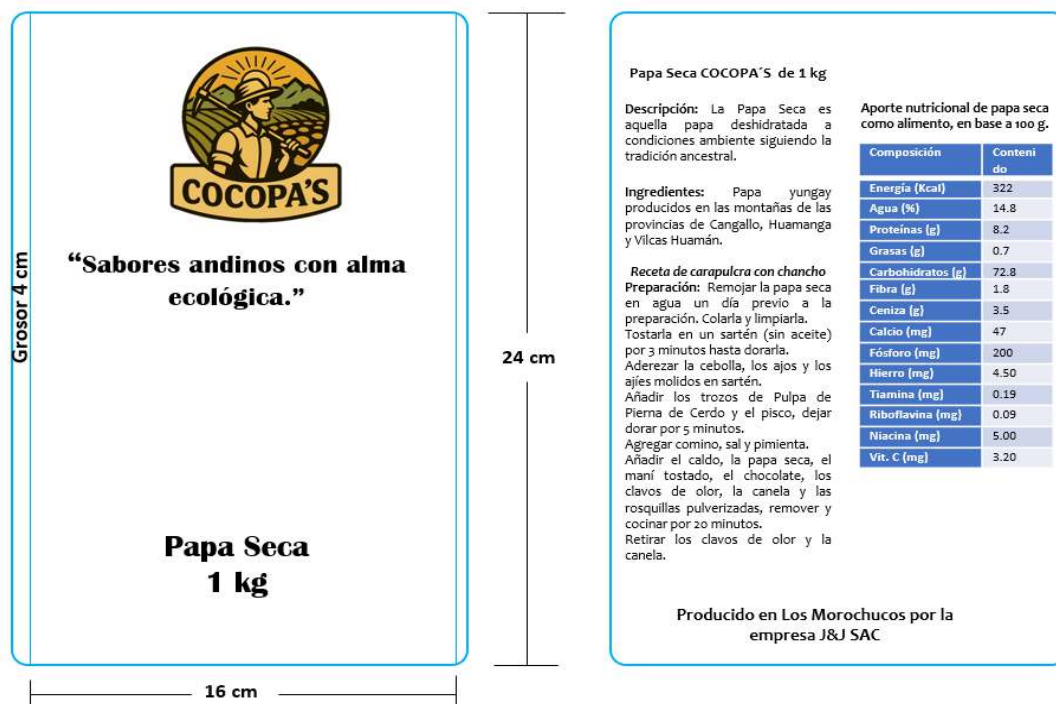 COCOPA'S
“Sabores andinos con alma
ecológica.”
Grosor 4 cm
Papa Seca
1 kg
16 cm
24 cm
Papa Seca COCOPA´S de 1 kg
Descripción: La Papa Seca es
aquella papa deshidratada a
condiciones ambiente siguiendo la
tradición ancestral.
Ingredientes: Papa yungay
producidos en las montañas de las
provincias de Cangallo, Huamanga
y Vilcas Huamán.
Receta de carapulcra con chancho
Preparación: Remojar la papa seca
en agua un día previo a la
preparación. Colarla y limpiarla.
Tostarla en un sartén (sin aceite)
por 3 minutos hasta dorarla.
Aderezar la cebolla, los ajos y los
ajíes molidos en sartén.
Añadir los trozos de Pulpa de
Pierna de Cerdo y el pisco, dejar
dorar por 5 minutos.
Agregar comino, sal y pimienta.
Añadir el caldo, la papa seca, el
maní tostado, el chocolate, los
clavos de olor, la canela y las
rosquillas pulverizadas, remover y
cocinar por 20 minutos.
Retirar los clavos de olor y la
canela.
Aporte nutricional de papa seca
como alimento, en base a 100 g.
Composición Conteni
do
Energía (Kcal) 322
Agua (%) 14.8
Proteínas (g) 8.2
Grasas (g) 0.7
Carbohidratos (g) 72.8
Fibra (g) 1.8
Ceniza (g) 3.5
Calcio (mg) 47
Fósforo (mg) 200
Hierro (mg) 4.50
Tiamina (mg) 0.19
Riboflavina (mg) 0.09
Niacina (mg) 5.00
Vit. C (mg) 3.20
Producido en Los Morochucos por la
empresa J&J SAC